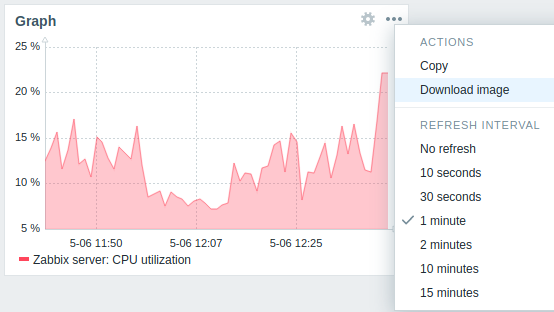 Graph
25 %
20 %
15 %
10 %
5 %
5-06 11:50
5-06 12:07
5-06 12:25
Zabbix server: CPU utilization
ACTIONS
Copy
Download image
REFRESH INTERVAL
No refresh
10 seconds
30 seconds
1 minute
2 minutes
10 minutes
15 minutes